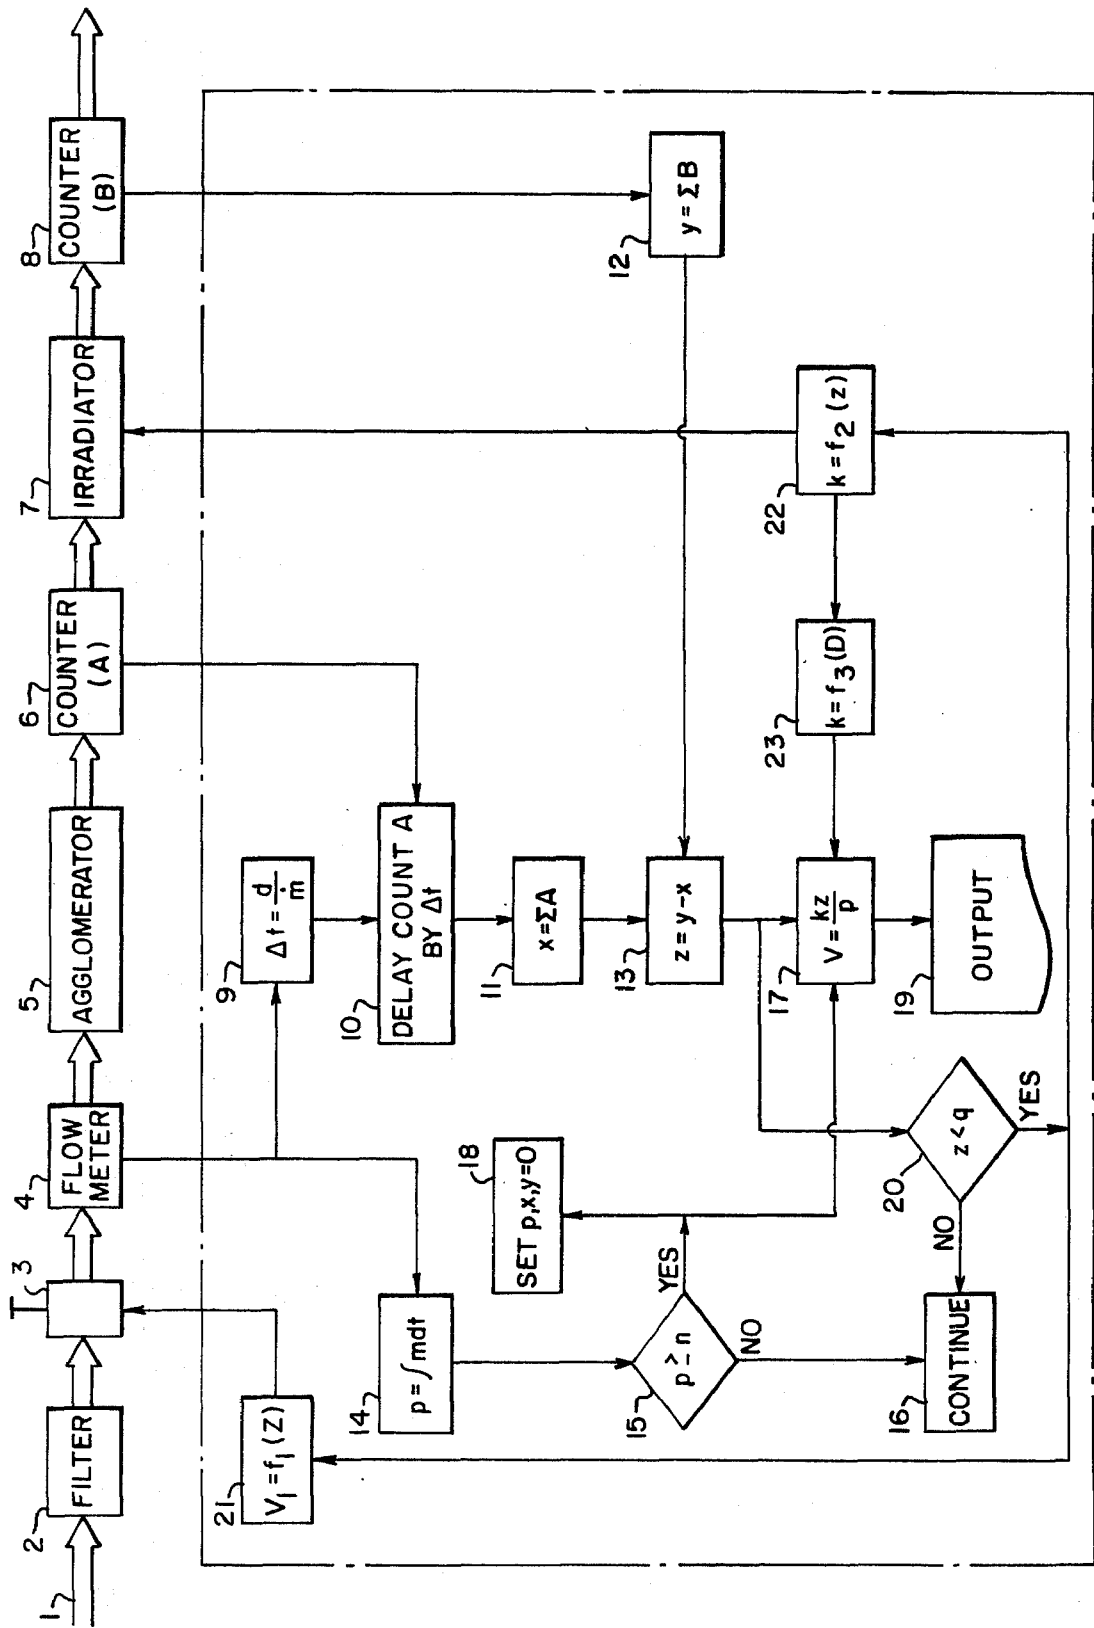 1
2
FILTER
3
4
FLOW
METER
5
AGGLOMERATOR
6
COUNTER
(A)
7
IRRADIATOR
8
COUNTER
(B)
21
V₁ = f₁ (Z)
9
Δt = d/ṁ
14
p = ∫ mdt
10
DELAY COUNT A
BY Δt
18
SET p,x,y=0
11
x = ΣA
12
y = ΣB
15
p ≥ n
YES
NO
13
z = y-x
17
V = kz/p
23
k = f₃ (D)
22
k = f₂ (z)
16
CONTINUE
20
z < q
NO
YES
19
OUTPUT